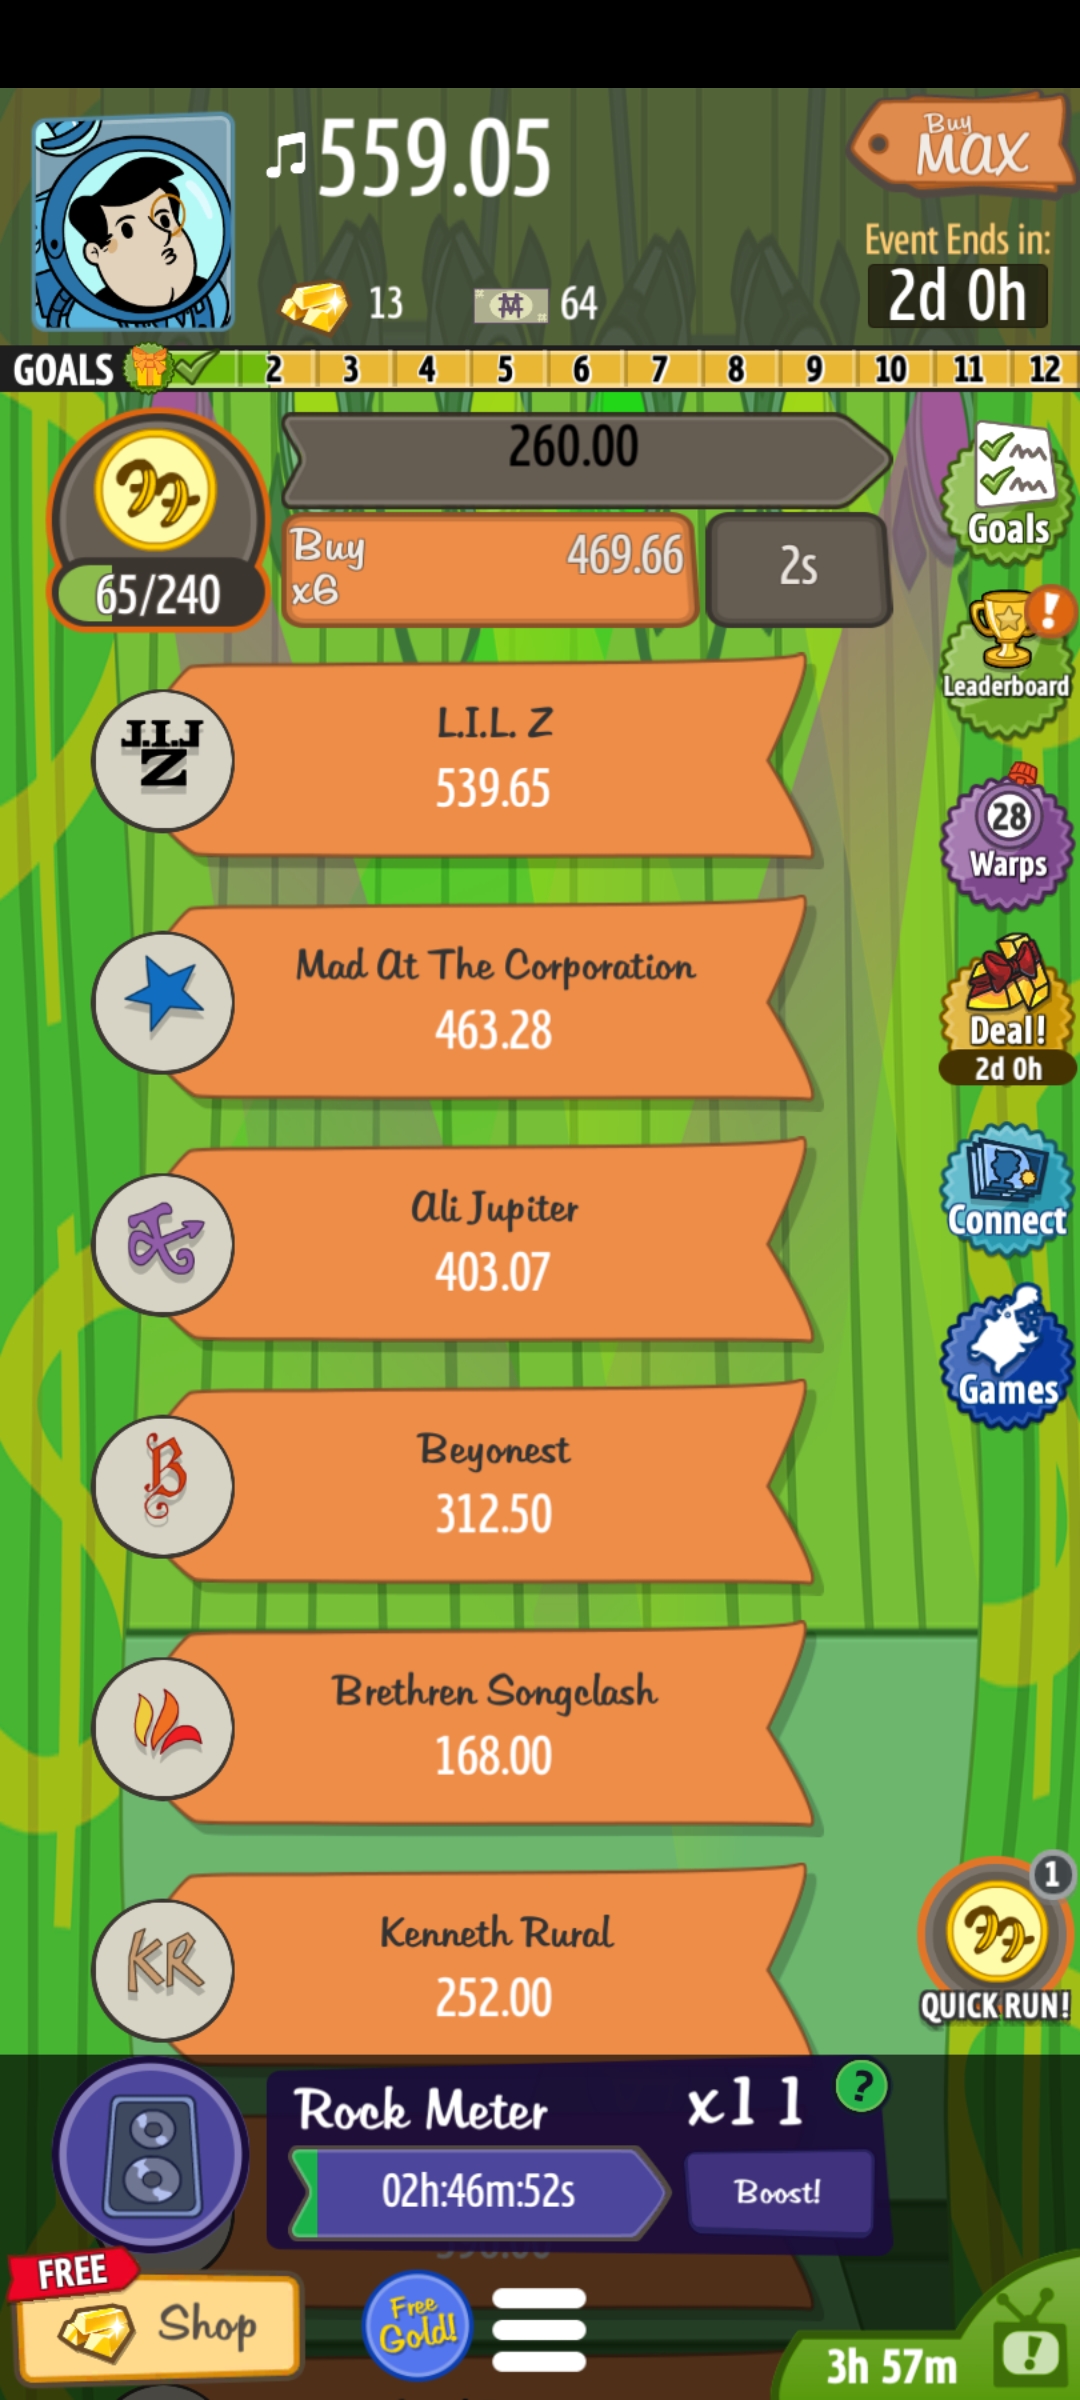 559.05
Buy
MAX
13
64
Event Ends in:
2d 0h
GOALS 2 3 4 5 6 7 8 9 10 11 12
260.00
65/240
Buy
x6
469.66
2s
Goals
!
Leaderboard
L.I.L. Z
539.65
L.I.L
Z
28
Warps
Mad At The Corporation
463.28
Deal!
2d 0h
Ali Jupiter
403.07
Connect
Beyonest
312.50
B
Games
Brethren Songclash
168.00
Kenneth Rural
252.00
KR
1
QUICK RUN!
Rock Meter
x11
?
02h:46m:52s
Boost!
FREE
Shop
Free
Gold!
3h 57m
!